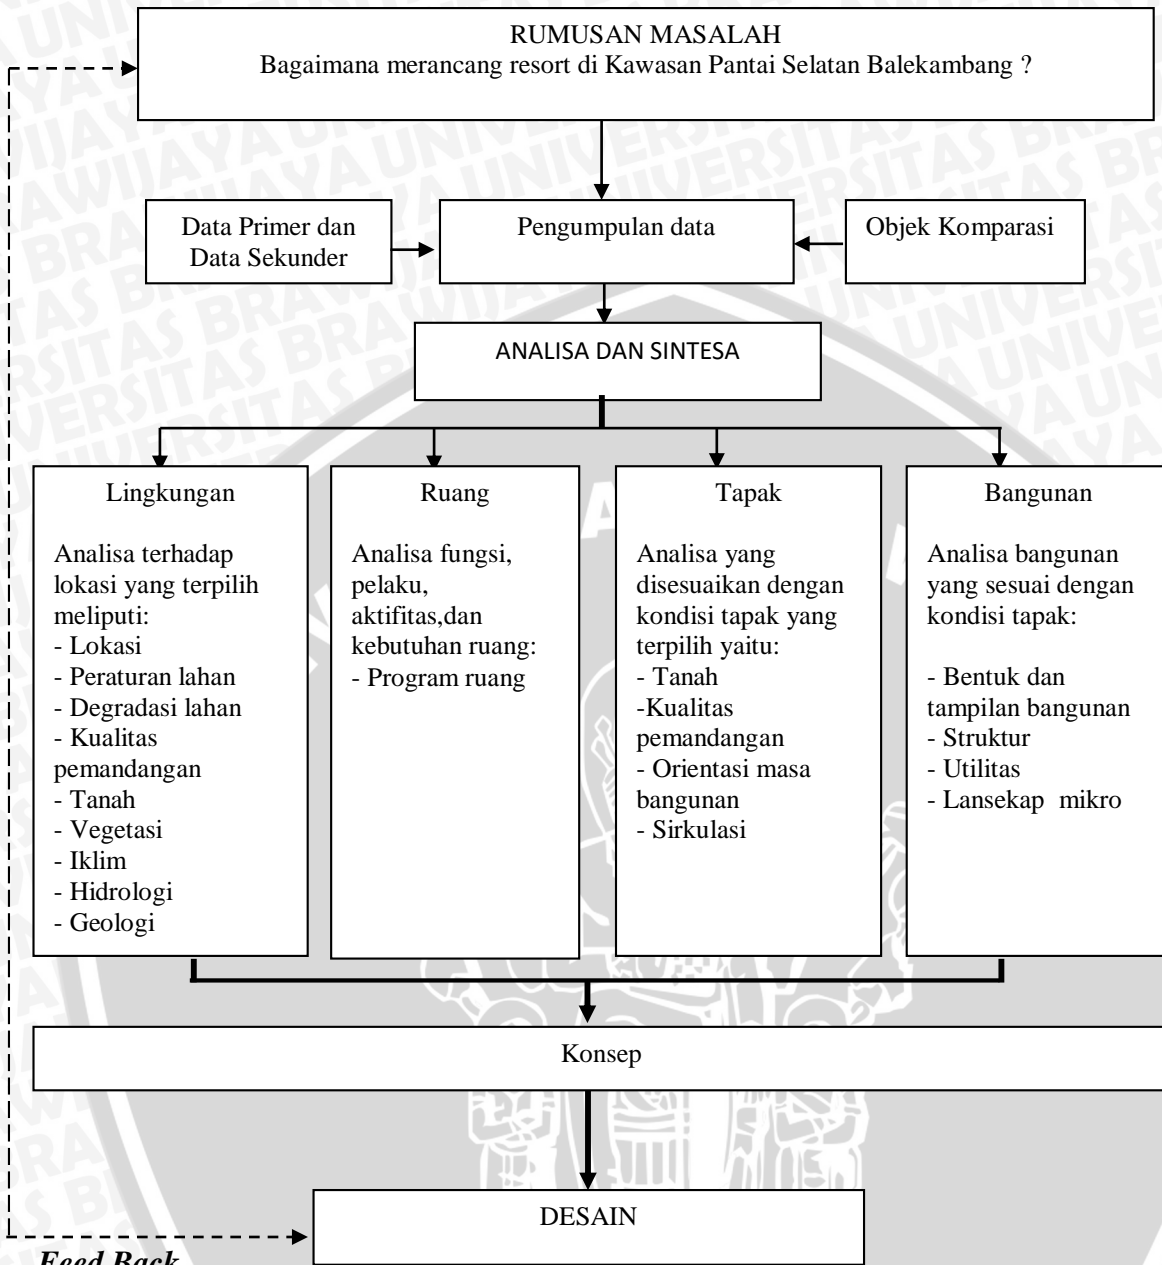 RUMUSAN MASALAH
Bagaimana merancang resort di Kawasan Pantai Selatan Balekambang ?
Data Primer dan
Data Sekunder
Pengumpulan data
Objek Komparasi
ANALISA DAN SINTESA
Lingkungan
Analisa terhadap
lokasi yang terpilih
meliputi:
- Lokasi
- Peraturan lahan
- Degradasi lahan
- Kualitas
pemandangan
- Tanah
- Vegetasi
- Iklim
- Hidrologi
- Geologi
Ruang
Analisa fungsi,
pelaku,
aktifitas,dan
kebutuhan ruang:
- Program ruang
Tapak
Analisa yang
disesuaikan dengan
kondisi tapak yang
terpilih yaitu:
- Tanah
-Kualitas
pemandangan
- Orientasi masa
bangunan
- Sirkulasi
Bangunan
Analisa bangunan
yang sesuai dengan
kondisi tapak:
- Bentuk dan
tampilan bangunan
- Struktur
- Utilitas
- Lansekap  mikro
Konsep
DESAIN
Feed Back